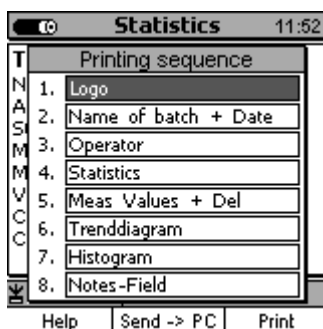 Statistics 11:52
Printing sequence
1. Logo
2. Name of batch + Date
3. Operator
4. Statistics
5. Meas Values + Del
6. Trenddiagram
7. Histogram
8. Notes-Field
Help Send -> PC Print